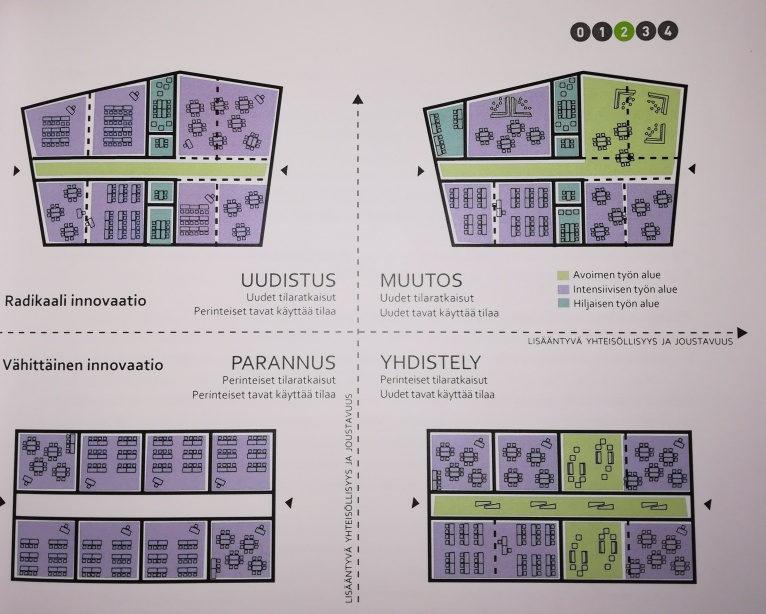 0 1 2 3 4
Radikaali innovaatio
UUDISTUS
Uudet tilaratkaisut
Perinteiset tavat käyttää tilaa
MUUTOS
Uudet tilaratkaisut
Uudet tavat käyttää tilaa
Avoimen työn alue
Intensiivisen työn alue
Hiljaisen työn alue
LISÄÄNTYVÄ YHTEISÖLLISYYS JA JOUSTAVUUS
Vähittäinen innovaatio
PARANNUS
Perinteiset tilaratkaisut
Perinteiset tavat käyttää tilaa
YHDISTELY
Perinteiset tilaratkaisut
Uudet tavat käyttää tilaa
LISÄÄNTYVÄ YHTEISÖLLISYYS JA JOUSTAVUUS